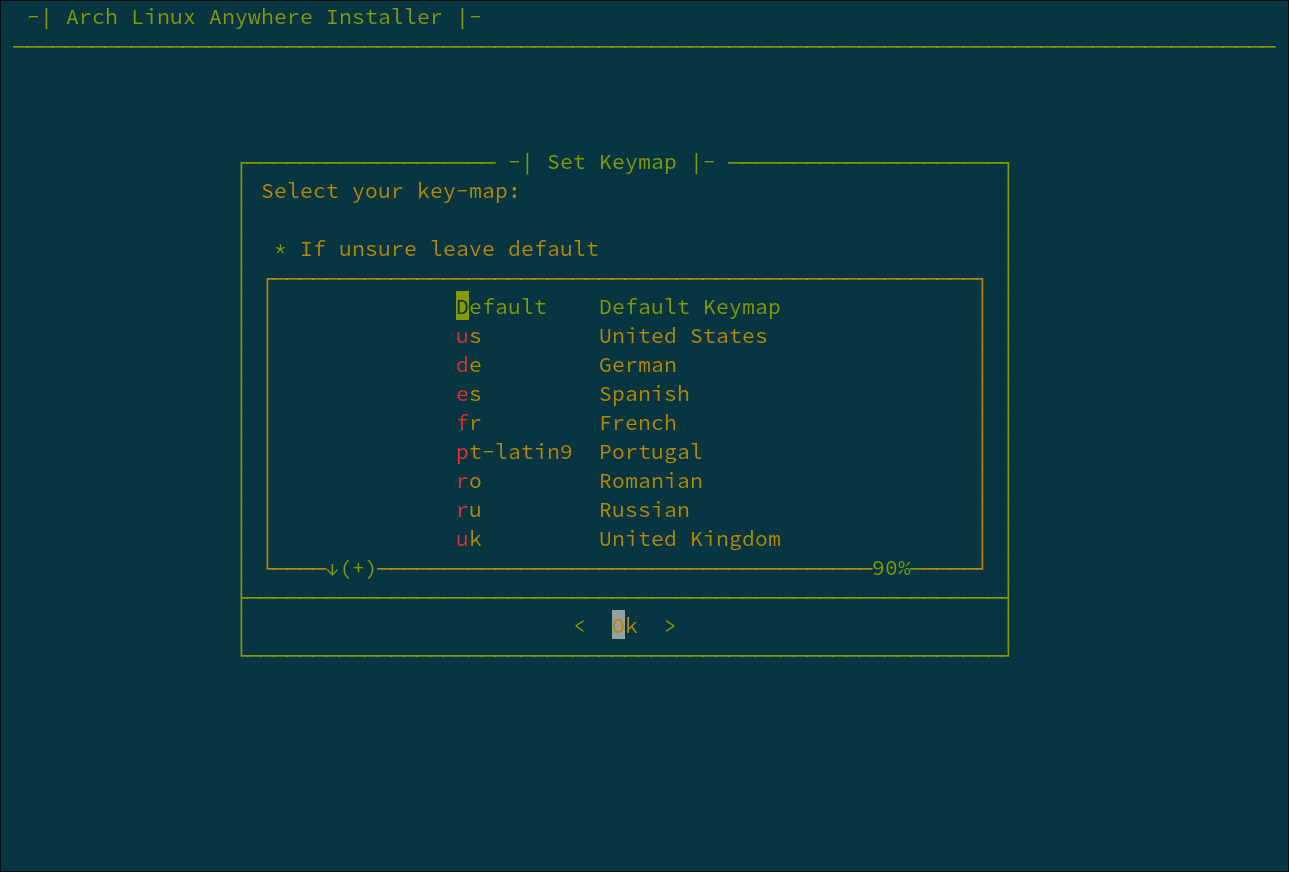 -| Arch Linux Anywhere Installer |-
-| Set Keymap |-
Select your key-map:
* If unsure leave default
Default Default Keymap
us United States
de German
es Spanish
fr French
pt-latin9 Portugal
ro Romanian
ru Russian
uk United Kingdom
↓(+) 90%
< Ok >